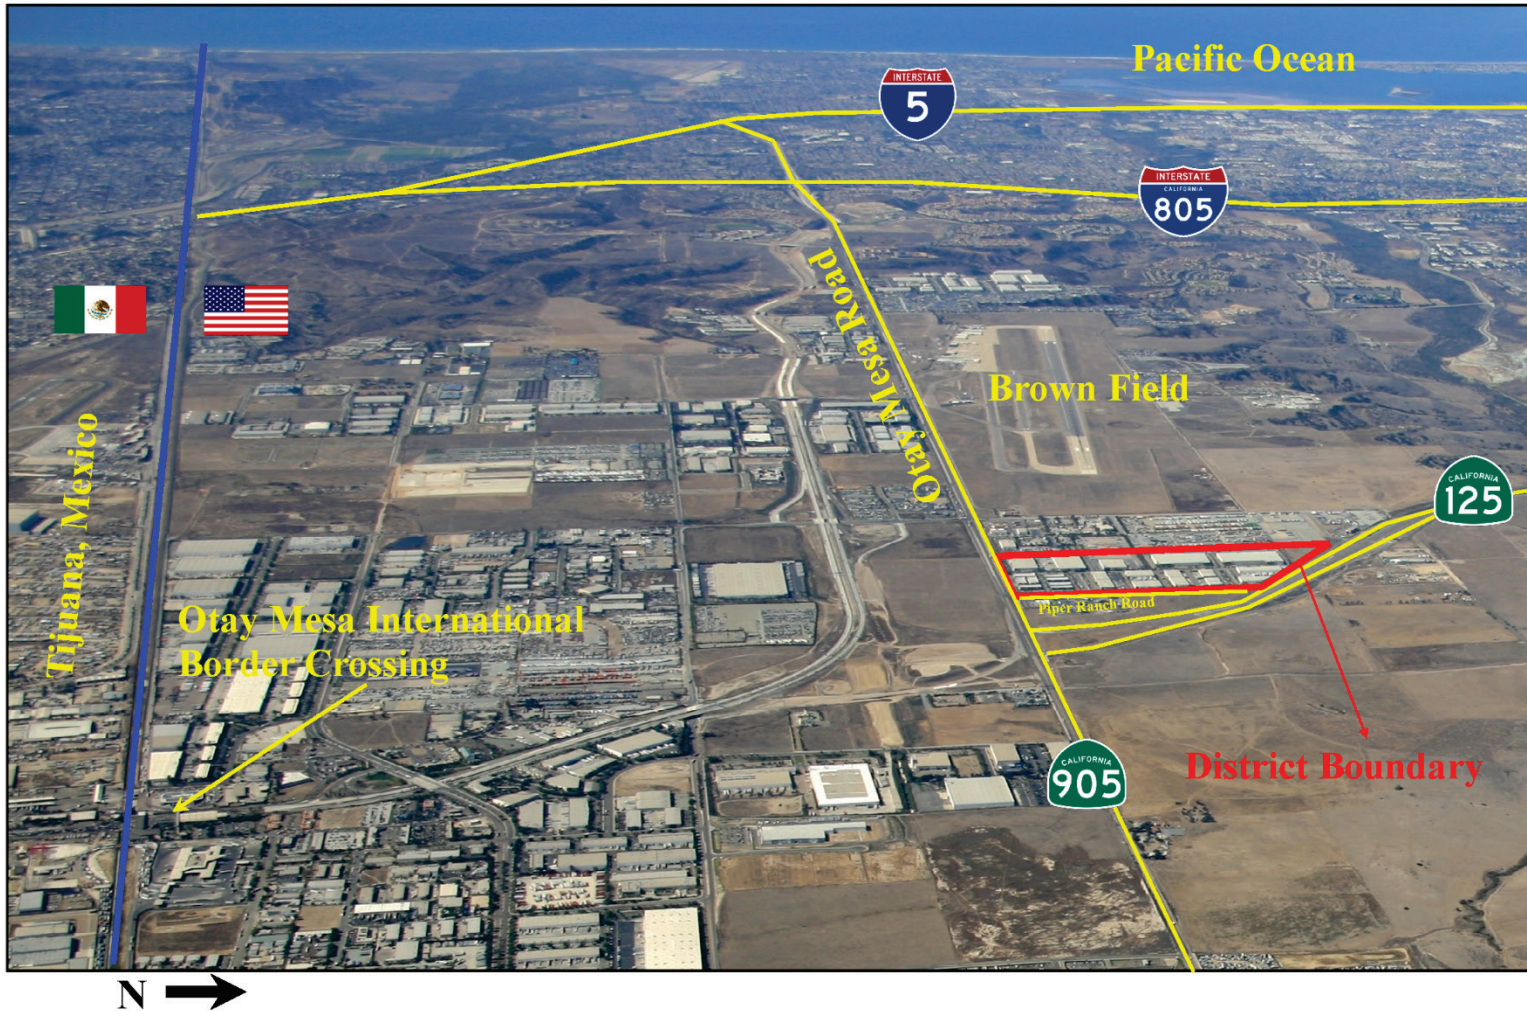 Pacific Ocean
INTERSTATE
5
INTERSTATE
CALIFORNIA
805
Otay Mesa Road
Brown Field
Tijuana, Mexico
CALIFORNIA
125
Otay Mesa International
Border Crossing
Piper Ranch Road
District Boundary
CALIFORNIA
905
N